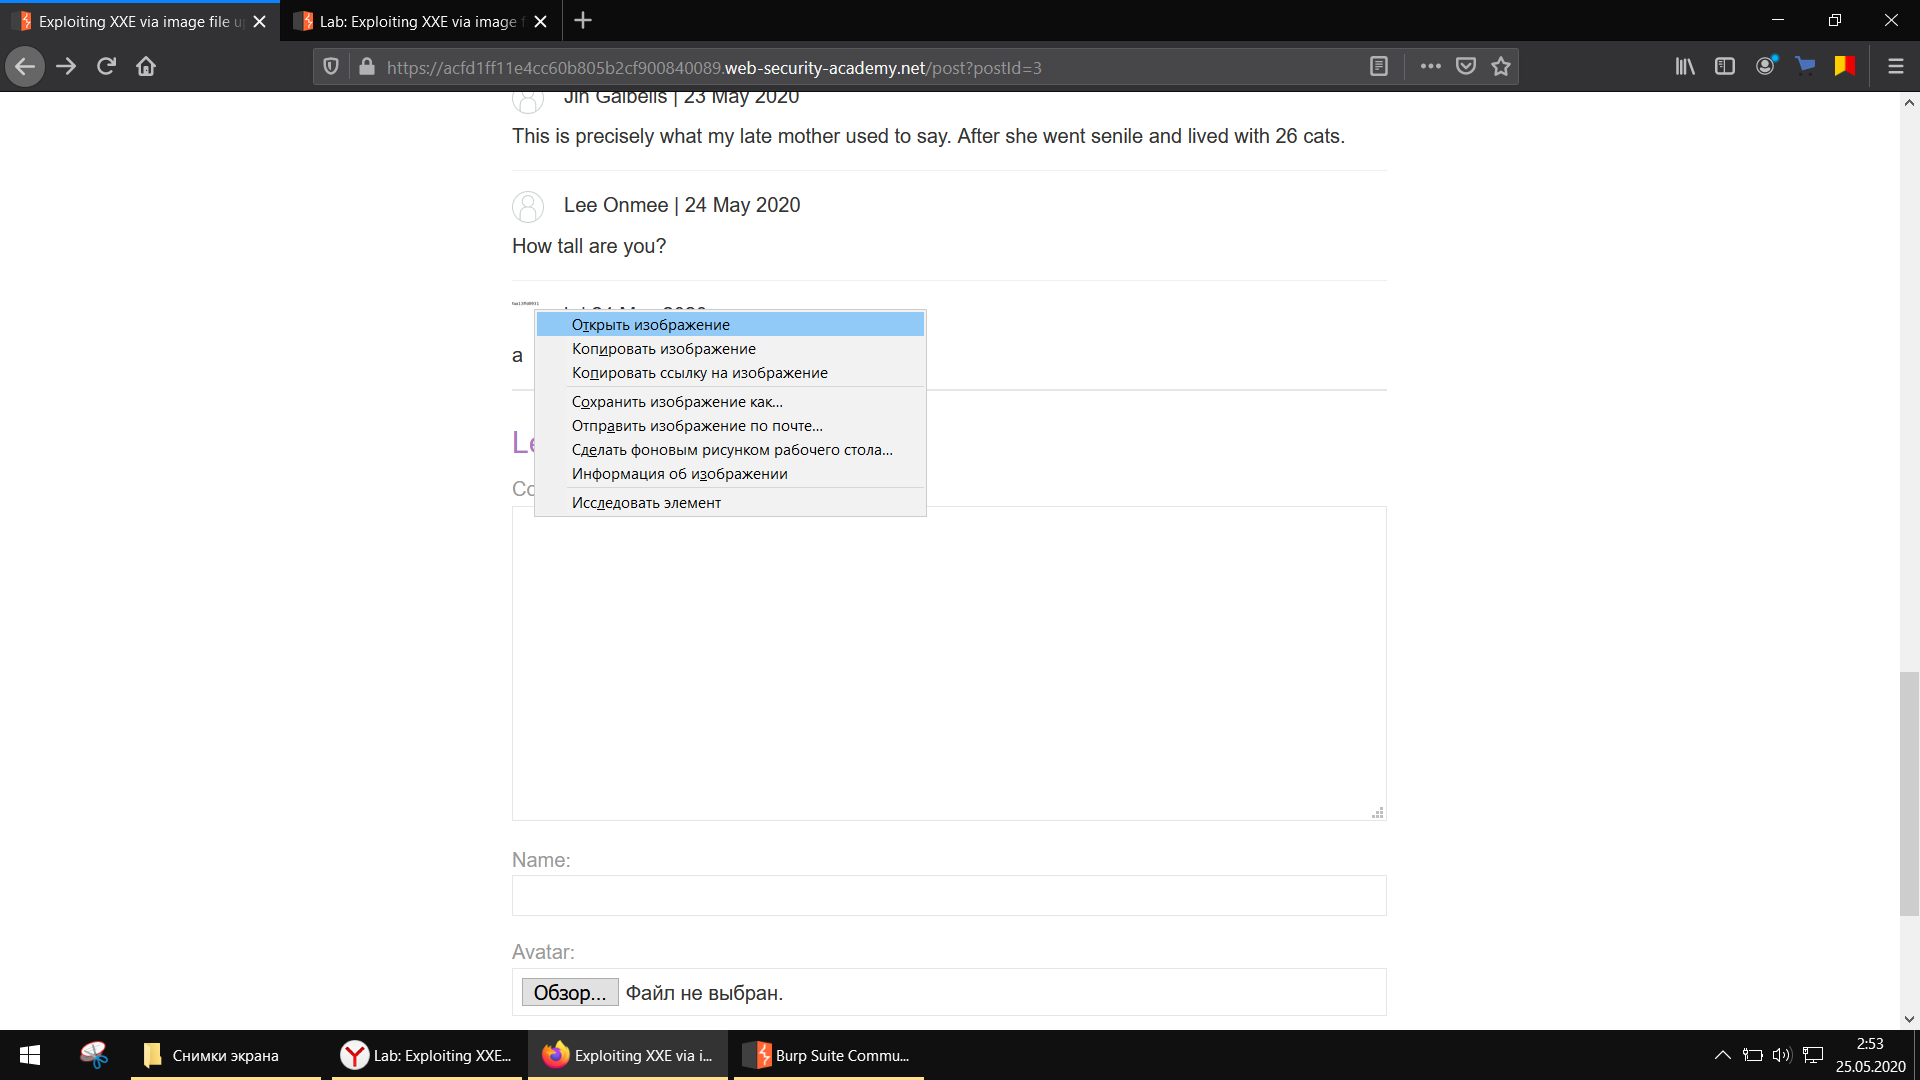 Exploiting XXE via image file u
Lab: Exploiting XXE via image f
https://acfd1ff11e4cc60b805b2cf900840089.web-security-academy.net/post?postId=3
Jin Gaibells | 23 May 2020
This is precisely what my late mother used to say. After she went senile and lived with 26 cats.
Lee Onmee | 24 May 2020
How tall are you?
Открыть изображение
Копировать изображение
a
Копировать ссылку на изображение
Сохранить изображение как...
Отправить изображение по почте...
Сделать фоновым рисунком рабочего стола...
Информация об изображении
Исследовать элемент
Name:
Avatar:
Обзор... Файл не выбран.
Снимки экрана
Lab: Exploiting XXE...
Exploiting XXE via i...
Burp Suite Commu...
2:53
25.05.2020